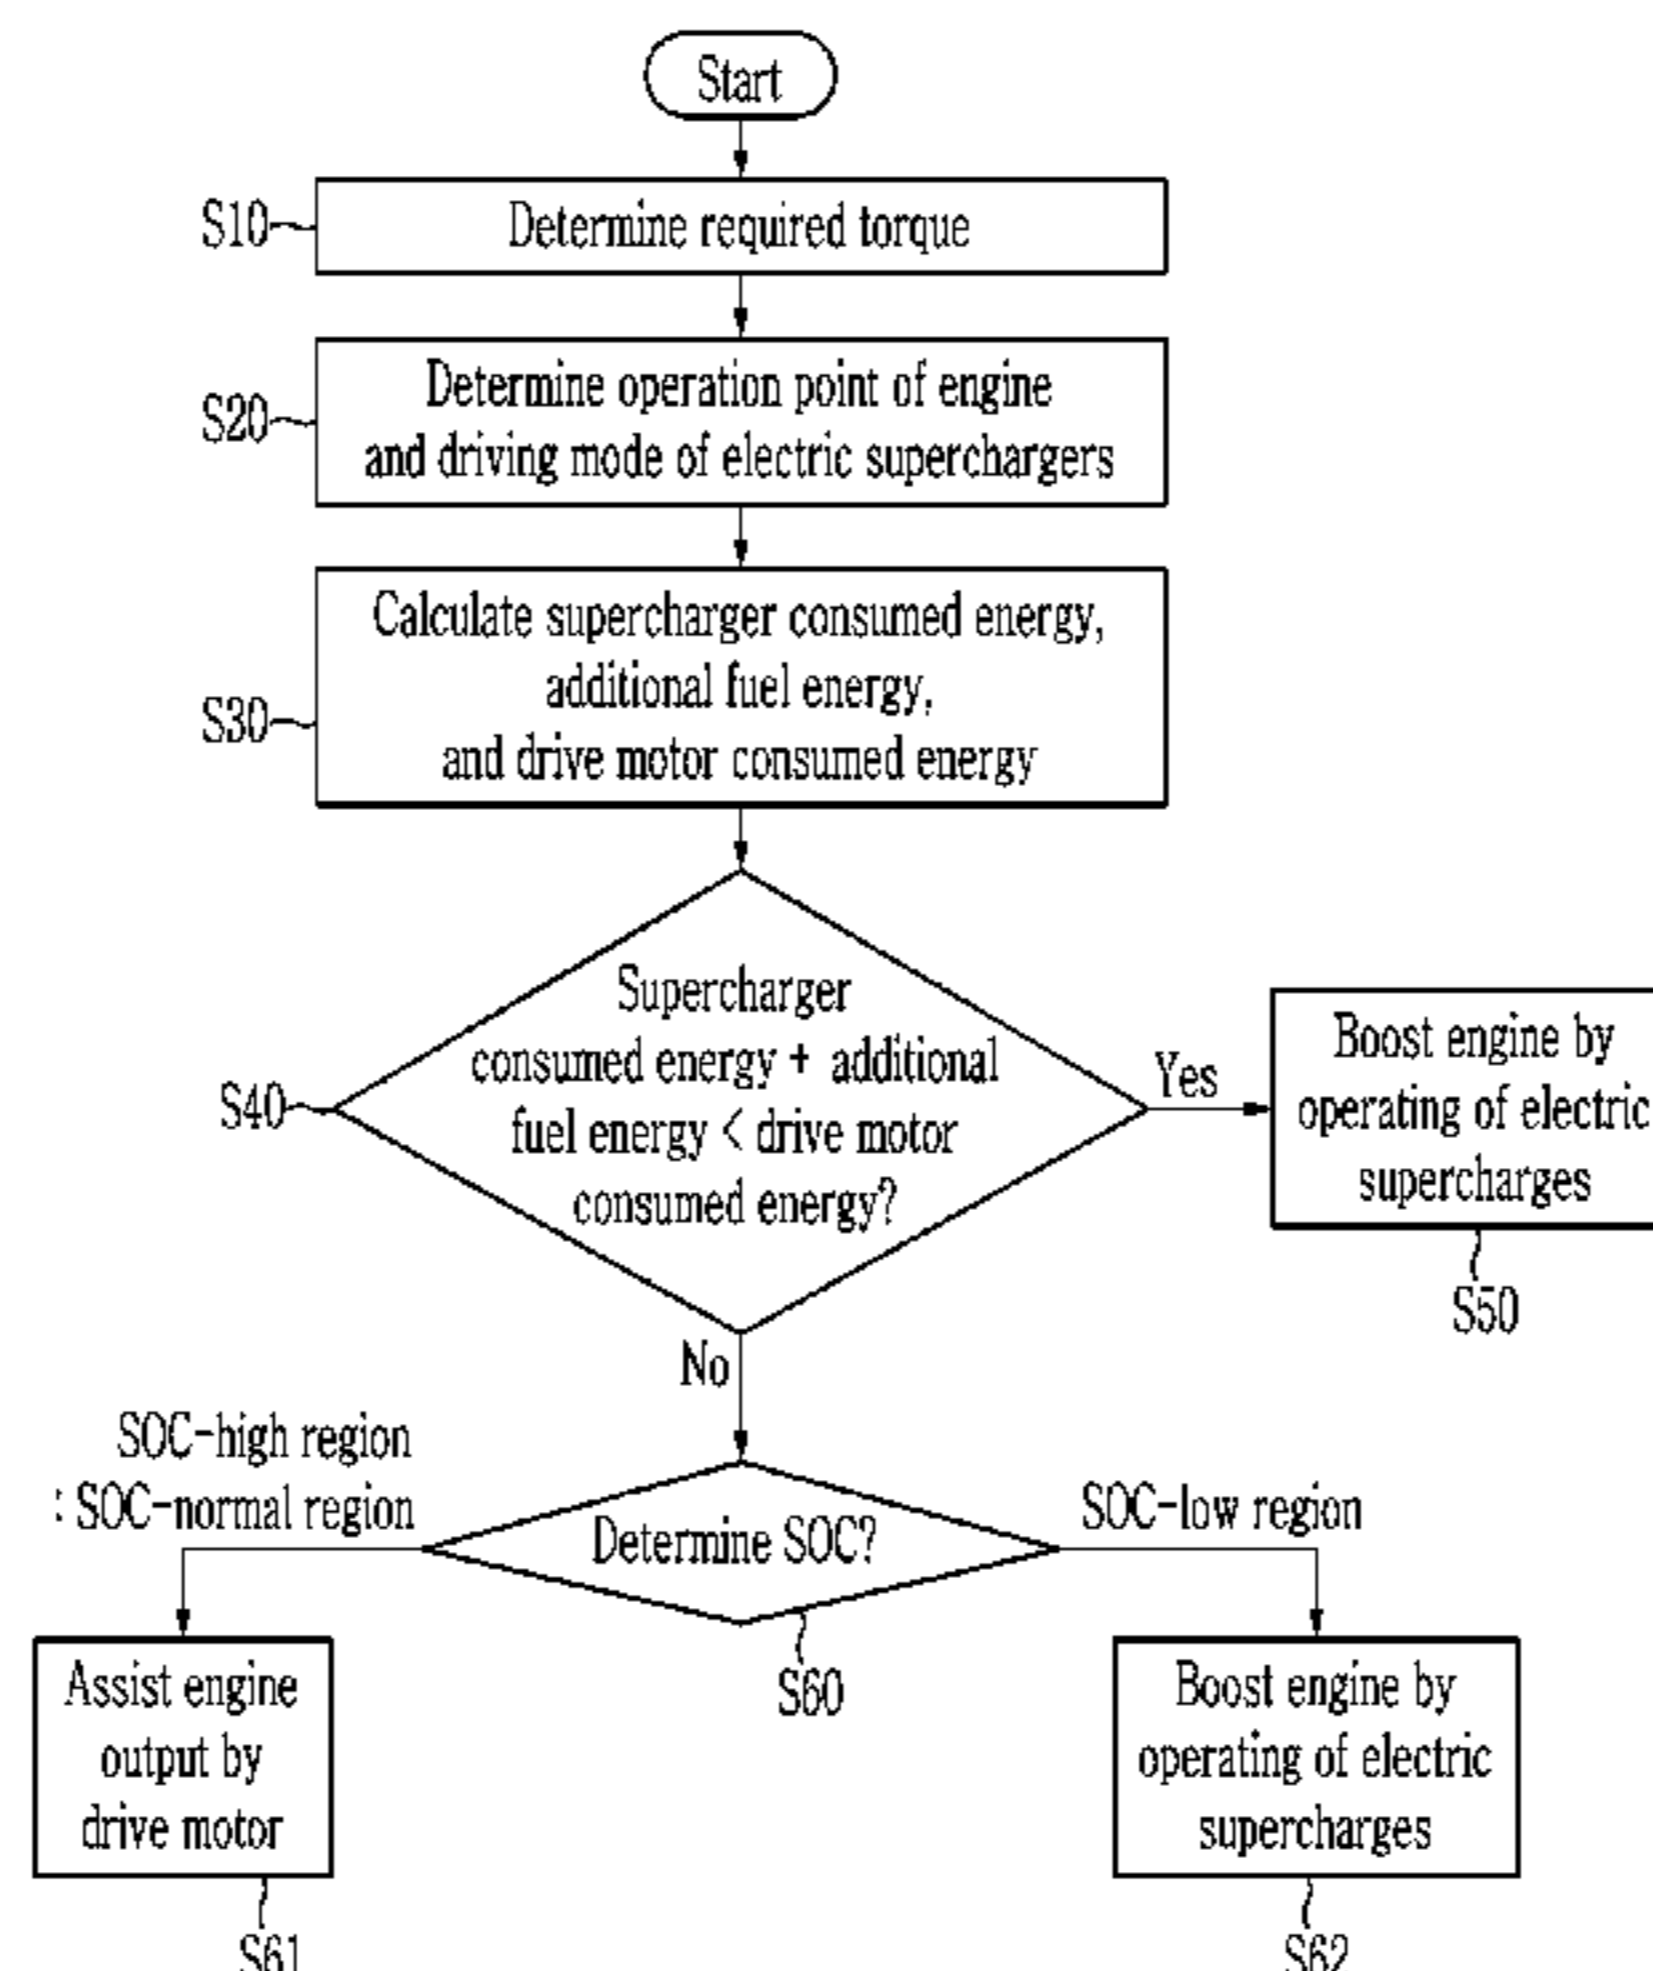 Start
S10
Determine required torque
S20
Determine operation point of engine
and driving mode of electric superchargers
S30
Calculate supercharger consumed energy,
additional fuel energy,
and drive motor consumed energy
S40
Supercharger
consumed energy + additional
fuel energy < drive motor
consumed energy?
Yes
Boost engine by
operating of electric
supercharges
S50
No
SOC-high region
: SOC-normal region
Determine SOC?
SOC-low region
S60
Assist engine
output by
drive motor
S61
Boost engine by
operating of electric
supercharges
S62